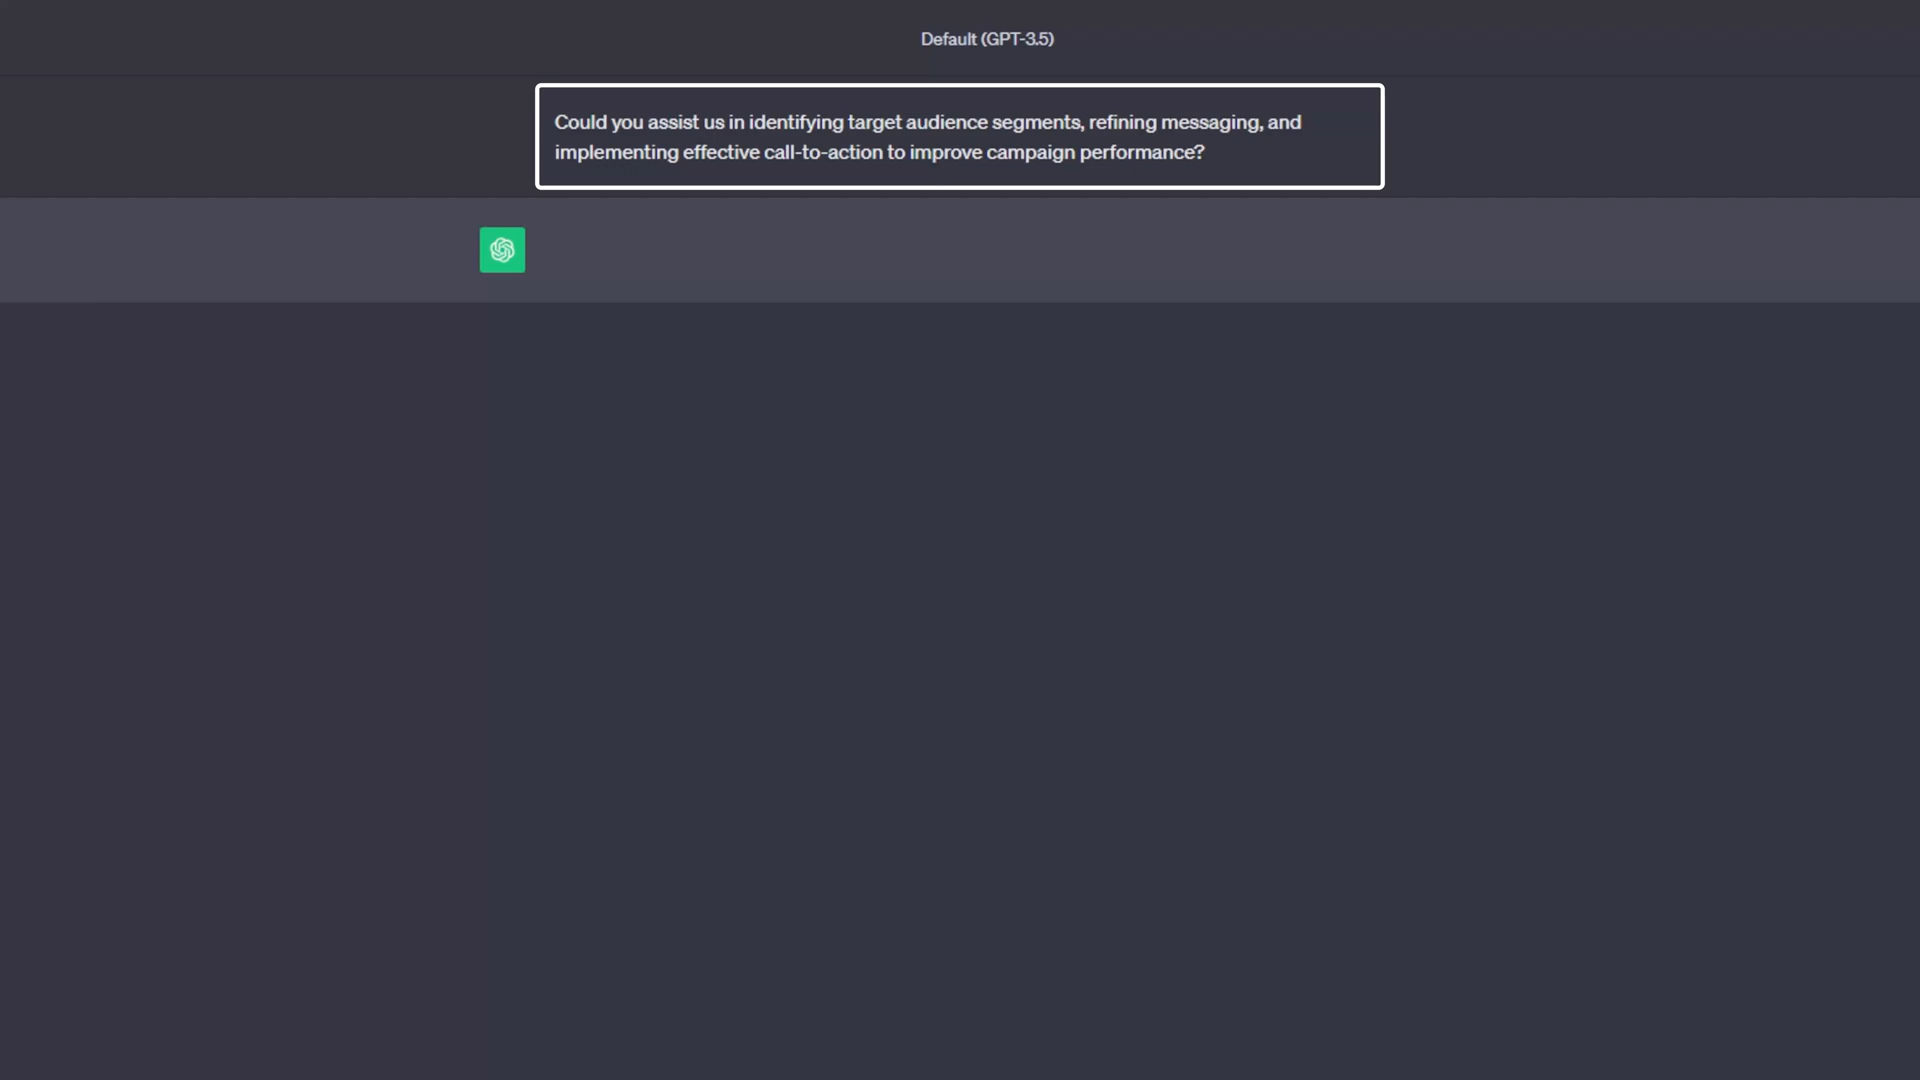 Default (GPT-3.5)
Could you assist us in identifying target audience segments, refining messaging, and
implementing effective call-to-action to improve campaign performance?